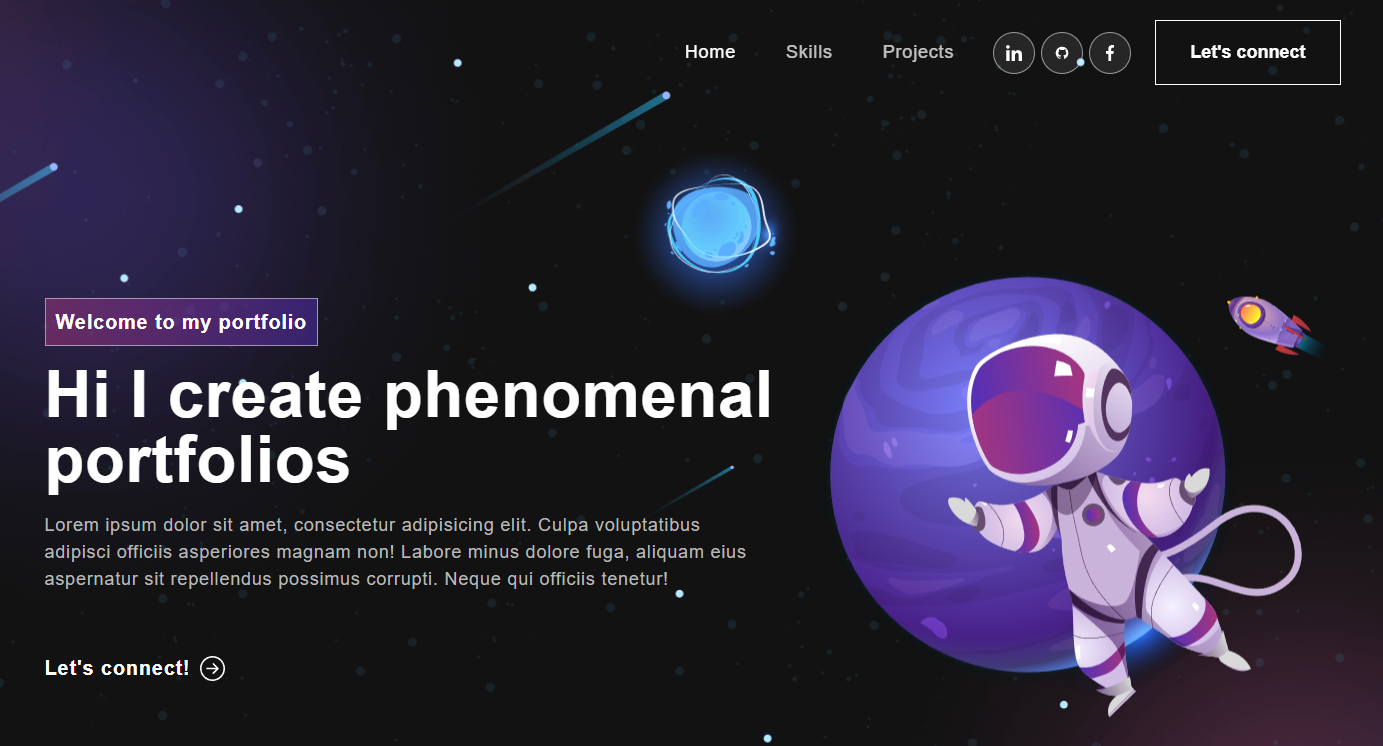 Home Skills Projects in f Let's connect
Welcome to my portfolio
Hi I create phenomenal
portfolios
Lorem ipsum dolor sit amet, consectetur adipisicing elit. Culpa voluptatibus
adipisci officiis asperiores magnam non! Labore minus dolore fuga, aliquam eius
aspernatur sit repellendus possimus corrupti. Neque qui officiis tenetur!
Let's connect!